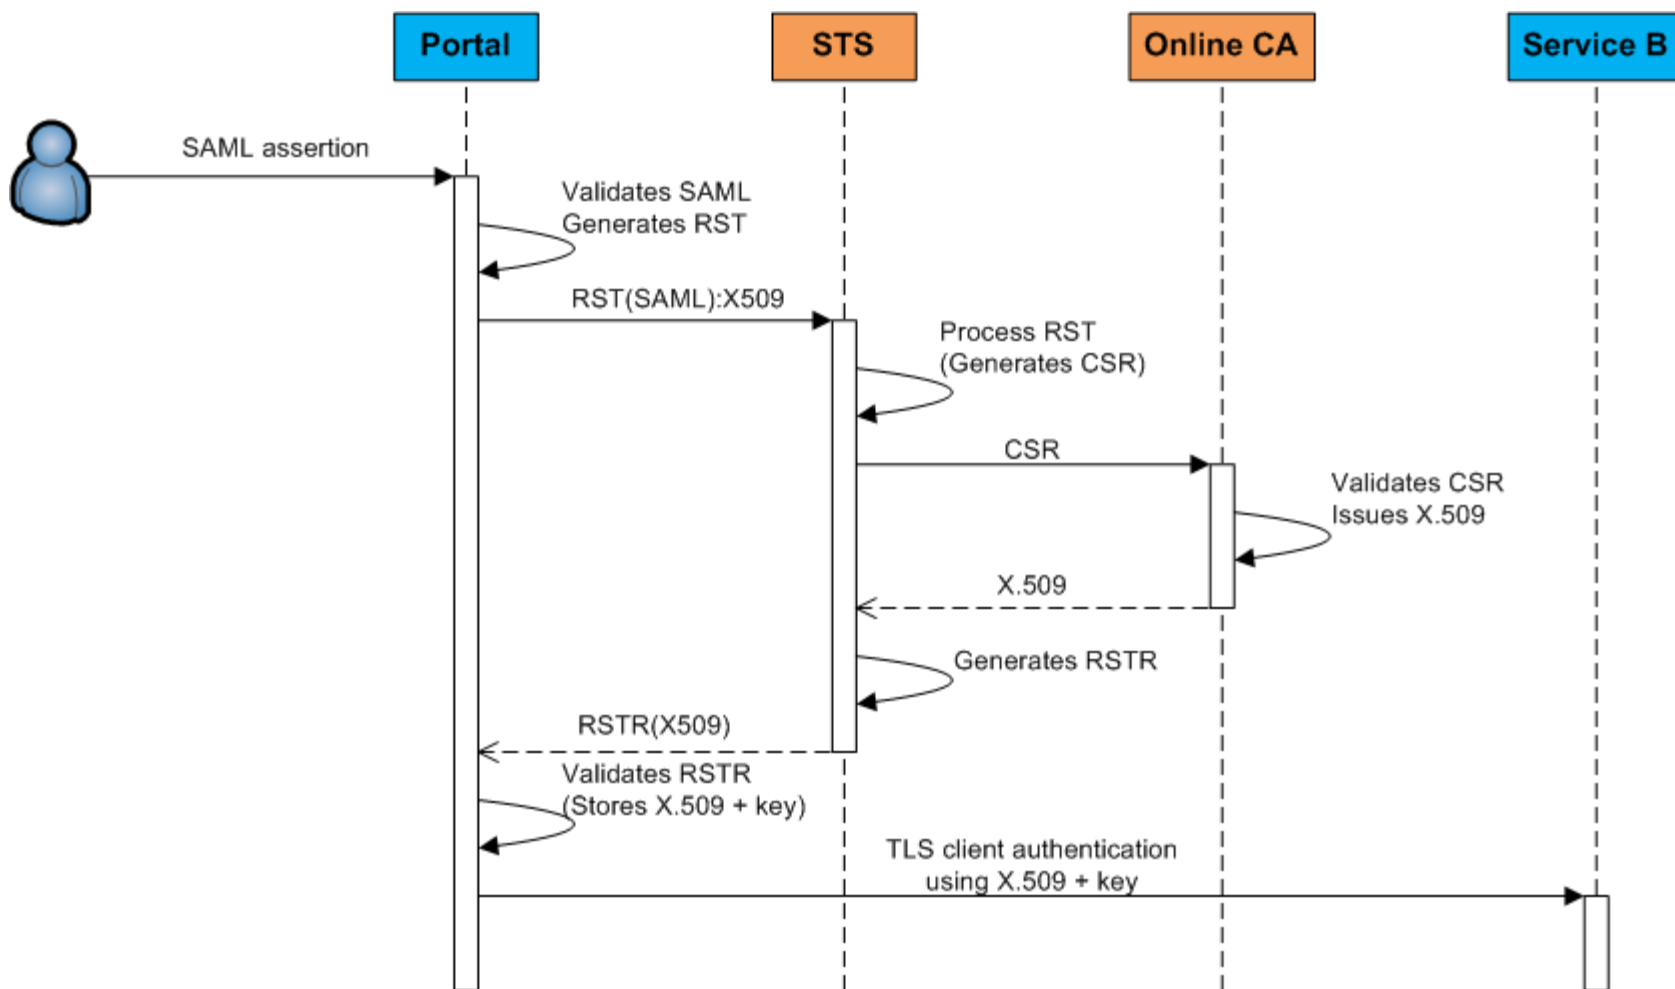 Portal
STS
Online CA
Service B
SAML assertion
Validates SAML
Generates RST
RST(SAML):X509
Process RST
(Generates CSR)
CSR
Validates CSR
Issues X.509
X.509
Generates RSTR
RSTR(X509)
Validates RSTR
(Stores X.509 + key)
TLS client authentication
using X.509 + key